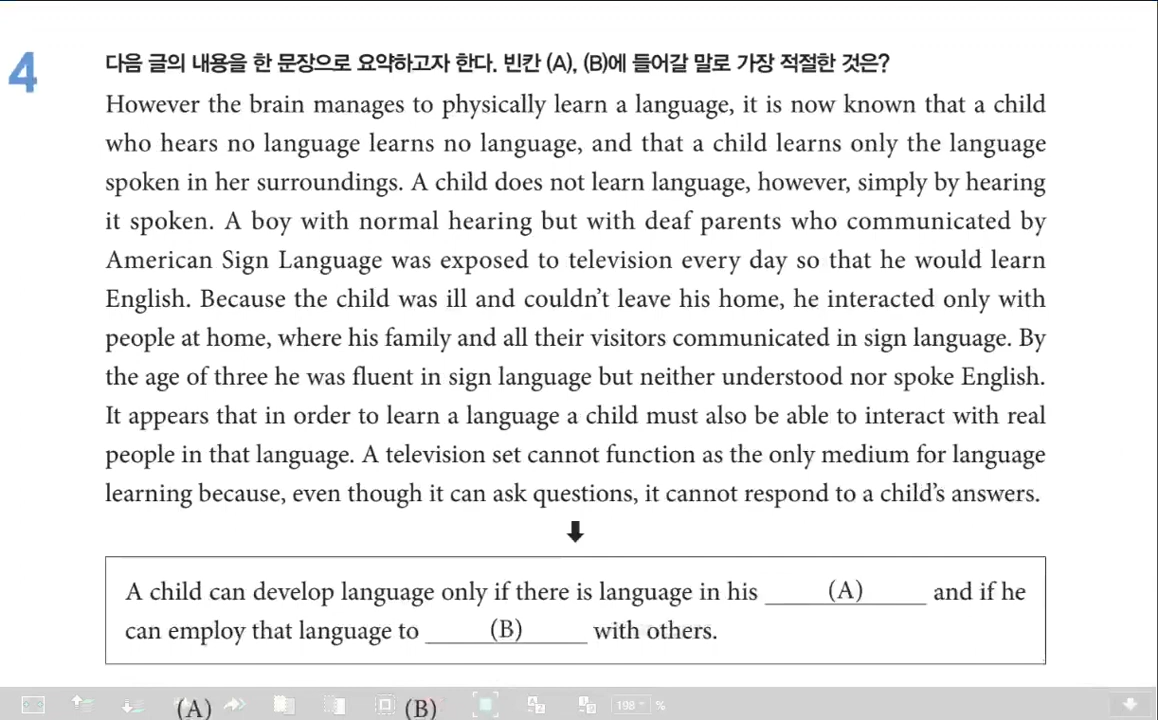 4
다음 글의 내용을 한 문장으로 요약하고자 한다. 빈칸 (A), (B)에 들어갈 말로 가장 적절한 것은?
However the brain manages to physically learn a language, it is now known that a child
who hears no language learns no language, and that a child learns only the language
spoken in her surroundings. A child does not learn language, however, simply by hearing
it spoken. A boy with normal hearing but with deaf parents who communicated by
American Sign Language was exposed to television every day so that he would learn
English. Because the child was ill and couldn't leave his home, he interacted only with
people at home, where his family and all their visitors communicated in sign language. By
the age of three he was fluent in sign language but neither understood nor spoke English.
It appears that in order to learn a language a child must also be able to interact with real
people in that language. A television set cannot function as the only medium for language
learning because, even though it can ask questions, it cannot respond to a child's answers.
A child can develop language only if there is language in his ____(A)____ and if he
can employ that language to ____(B)____ with others.
(A) (B)
198 %